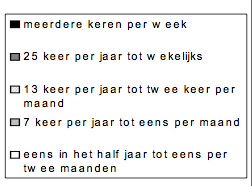 meerdere keren per week
25 keer per jaar tot wekelijks
13 keer per jaar tot twee keer per
maand
7 keer per jaar tot eens per maand
eens in het half jaar tot eens per
twee maanden